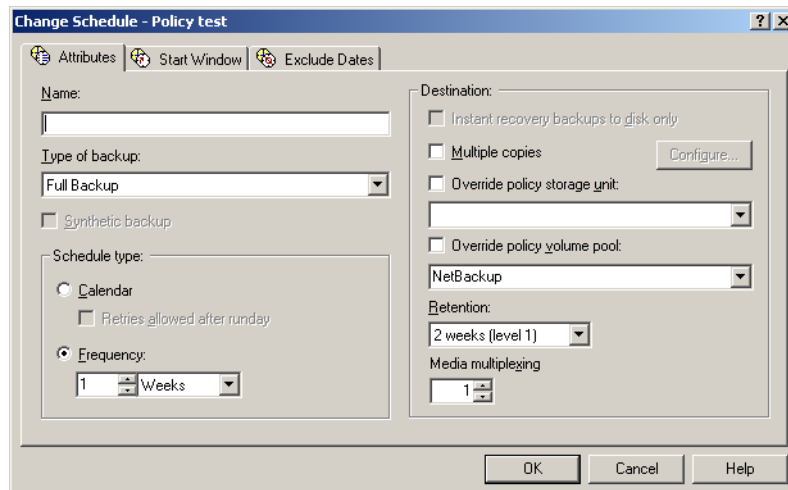 Change Schedule - Policy test
Attributes
Start Window
Exclude Dates
Name:
Type of backup:
Full Backup
Synthetic backup
Schedule type:
Calendar
Retries allowed after runday
Frequency:
1
Weeks
Destination:
Instant recovery backups to disk only
Multiple copies
Configure...
Override policy storage unit:
Override policy volume pool:
NetBackup
Retention:
2 weeks (level 1)
Media multiplexing
1
OK
Cancel
Help